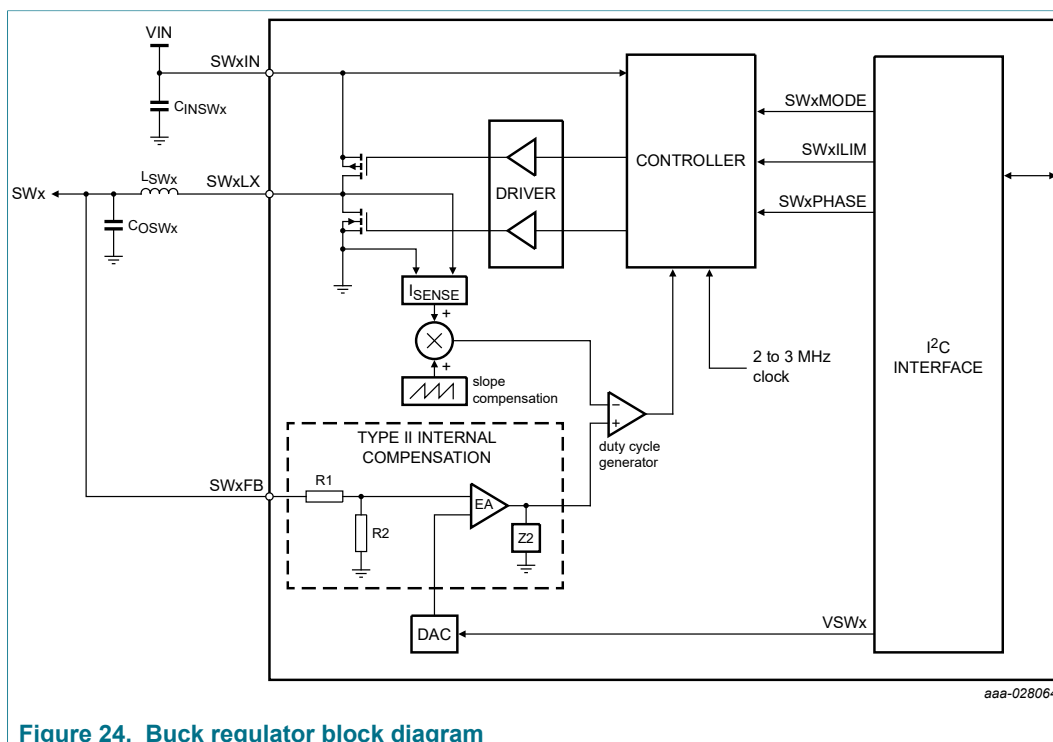 VIN
SWxIN
CINSWx
SWxMODE
CONTROLLER
SWxILIM
LSWx
SWxLX
SWx
DRIVER
SWxPHASE
COSWx
ISENSE
+
+
slope
compensation
2 to 3 MHz
clock
I2C
INTERFACE
−
+
duty cycle
generator
TYPE II INTERNAL
COMPENSATION
SWxFB
R1
EA
R2
Z2
DAC
VSWx
aaa-028064
Figure 24. Buck regulator block diagram